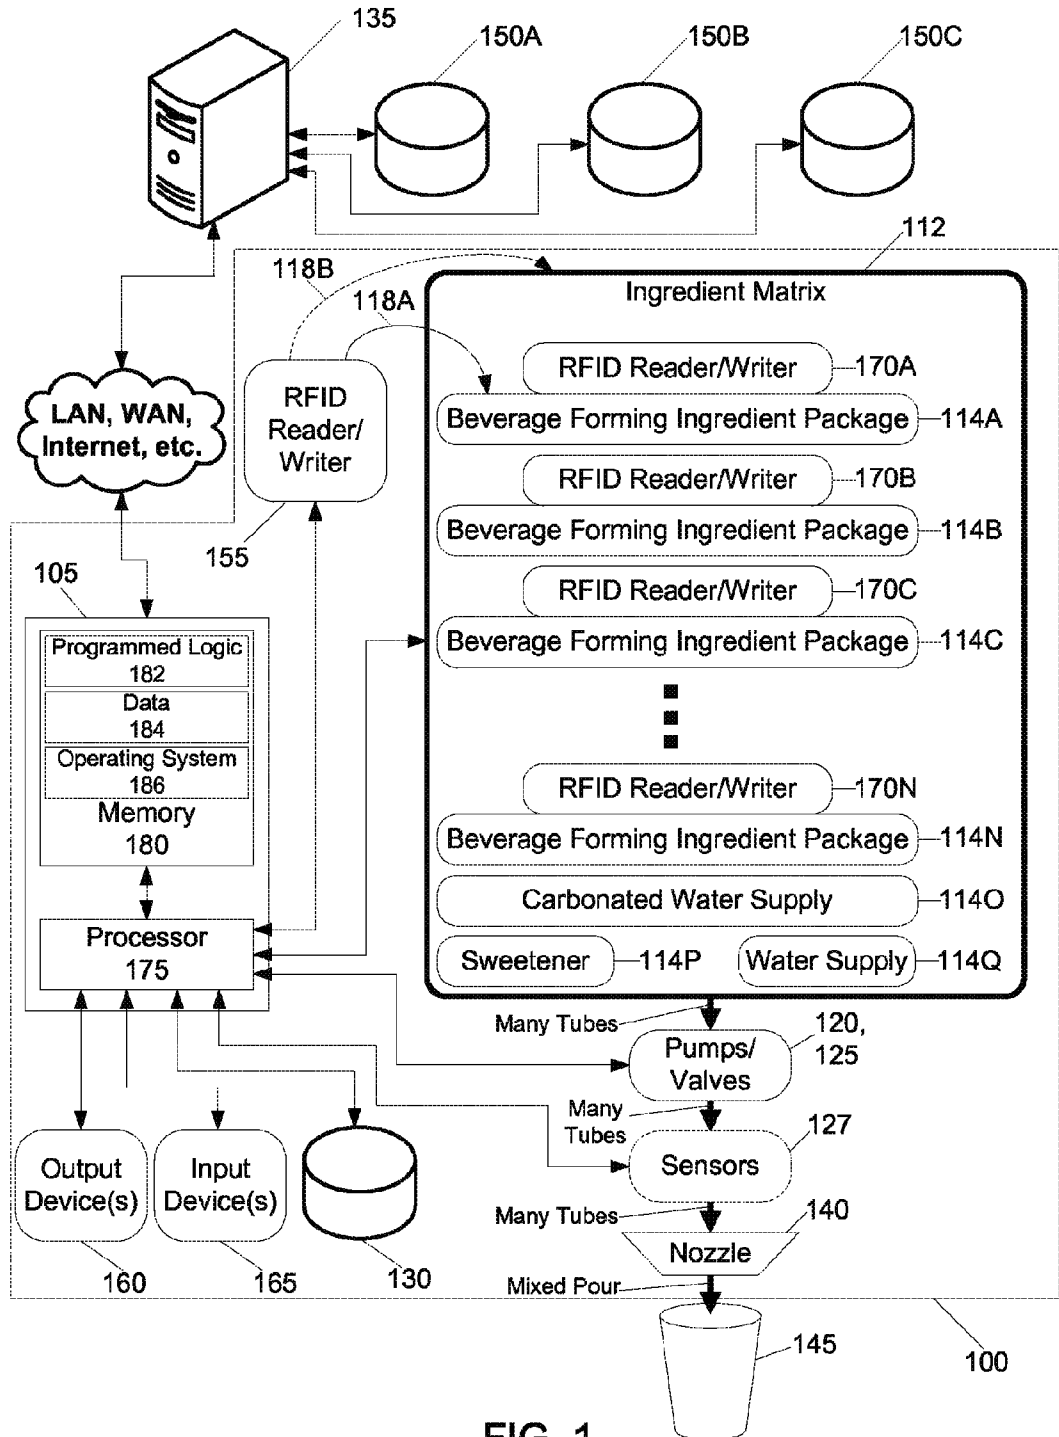 135
150A
150B
150C
112
118B
118A
Ingredient Matrix
RFID Reader/Writer
170A
Beverage Forming Ingredient Package
114A
RFID
Reader/
Writer
LAN, WAN,
Internet, etc.
RFID Reader/Writer
170B
Beverage Forming Ingredient Package
114B
155
105
RFID Reader/Writer
170C
Beverage Forming Ingredient Package
114C
Programmed Logic
182
Data
184
Operating System
186
Memory
180
RFID Reader/Writer
170N
Beverage Forming Ingredient Package
114N
Carbonated Water Supply
114O
Processor
175
Sweetener
114P
Water Supply
114Q
Many Tubes
Pumps/
Valves
120,
125
Many
Tubes
Sensors
127
Output
Device(s)
Input
Device(s)
Many Tubes
140
Nozzle
160
165
130
Mixed Pour
145
100
FIG. 1